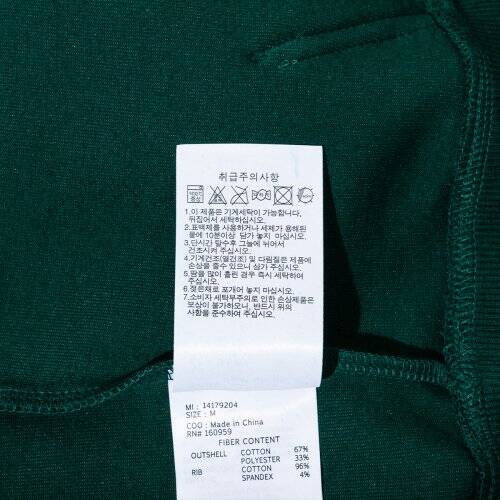 취급주의사항
1.이 제품은 기계세탁이 가능합니다.
뒤집어서 세탁하십시오.
2.표백제를 사용하거나 세제가 용해된
물에 10분이상 담가 놓지 마십시오.
3.단시간 탈수후 그늘에 뉘어서
건조시켜 주십시오.
4.기계건조(열건조) 및 다림질은 제품에
손상을 줄수 있으니 삼가 주십시오.
5.땀을 많이 흘린 경우 즉시 세탁하여
주십시오.
6.젖은채로 포개어 놓지 마십시오.
7.소비자 세탁부주의로 인한 손상제품은
보상이 불가하오니, 반드시 위의
사항을 준수하여 주십시오.
MI : 14179204
SIZE : M
COO : Made in China
RN# 160959
FIBER CONTENT
OUTSHELL COTTON 67%
POLYESTER 33%
RIB COTTON 96%
SPANDEX 4%